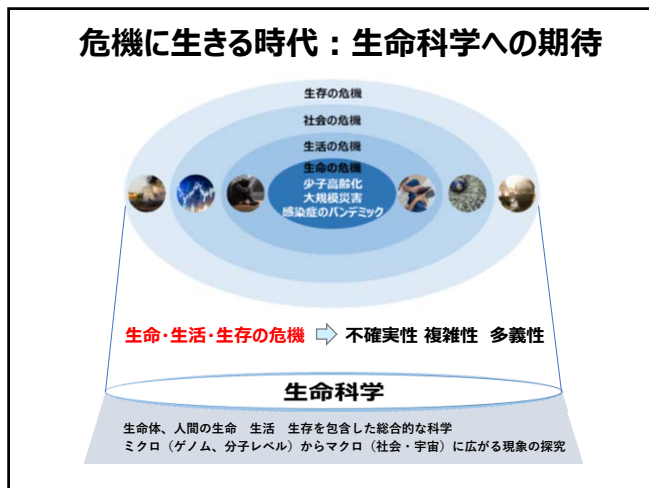 危機に生きる時代：生命科学への期待
生存の危機
社会の危機
生活の危機
生命の危機
少子高齢化
大規模災害
感染症のパンデミック
生命・生活・生存の危機 ⇨ 不確実性 複雑性 多義性
生命科学
生命体、人間の生命 生活 生存を包含した総合的な科学
ミクロ（ゲノム、分子レベル）からマクロ（社会・宇宙）に広がる現象の探究